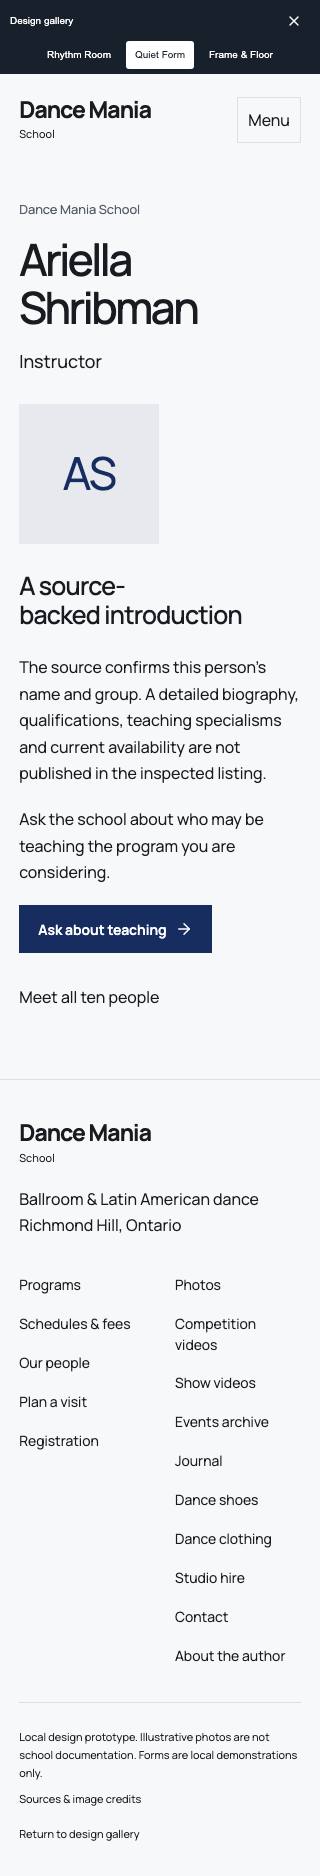 Design gallery
Rhythm Room
Quiet Form
Frame & Floor
Dance Mania
School
Menu
Dance Mania School
Ariella
Shribman
Instructor
AS
A source-
backed introduction
The source confirms this person's
name and group. A detailed biography,
qualifications, teaching specialisms
and current availability are not
published in the inspected listing.
Ask the school about who may be
teaching the program you are
considering.
Ask about teaching
Meet all ten people
Dance Mania
School
Ballroom & Latin American dance
Richmond Hill, Ontario
Programs
Schedules & fees
Our people
Plan a visit
Registration
Photos
Competition
videos
Show videos
Events archive
Journal
Dance shoes
Dance clothing
Studio hire
Contact
About the author
Local design prototype. Illustrative photos are not
school documentation. Forms are local demonstrations
only.
Sources & image credits
Return to design gallery